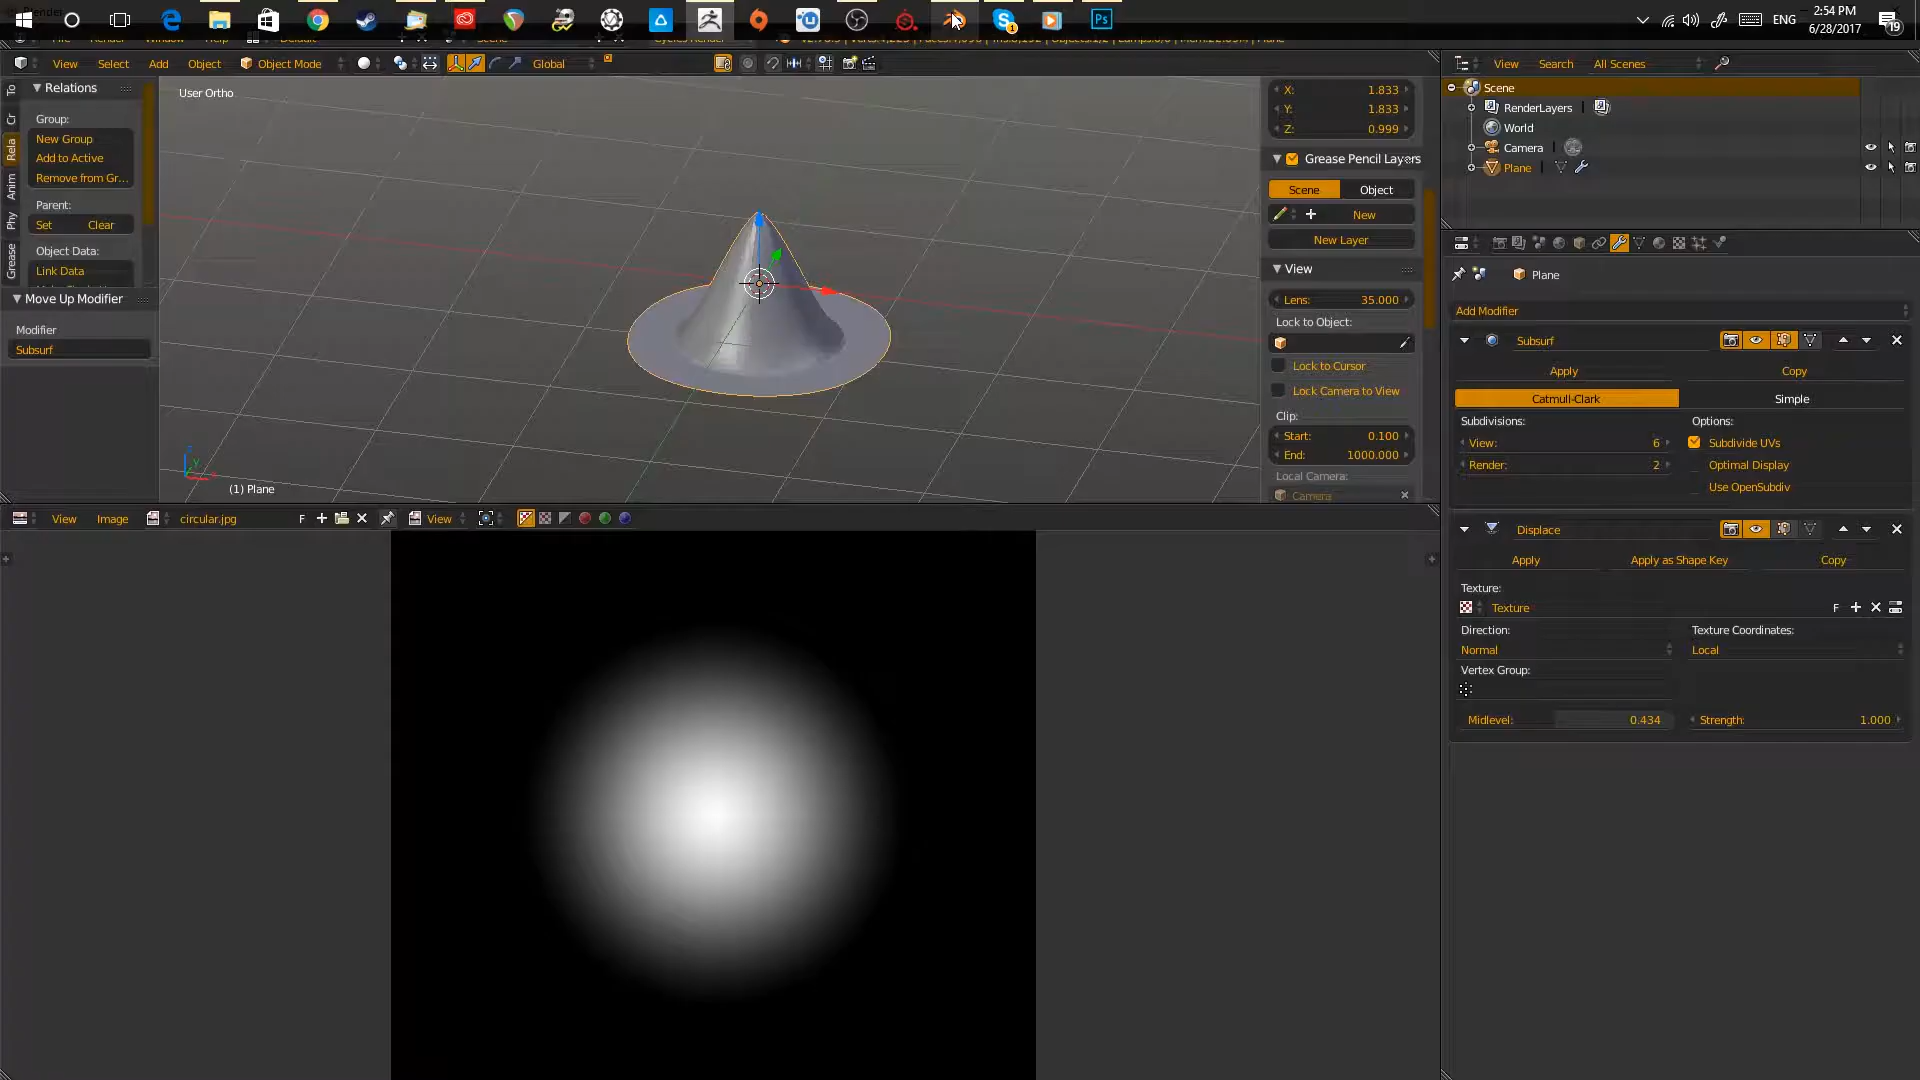 2:54 PM
ENG
6/28/2017
19
View Select Add Object Object Mode Global
View Search All Scenes
To
Cr
Rela
Anim
Phy
Grease
Relations
Group:
New Group
Add to Active
Remove from Gr...
Parent:
Set Clear
Object Data:
Link Data
Move Up Modifier
Modifier
Subsurf
User Ortho
(1) Plane
X: 1.833
Y: 1.833
Z: 0.999
Grease Pencil Layers
Scene Object
New
New Layer
View
Lens: 35.000
Lock to Object:
Lock to Cursor
Lock Camera to View
Clip:
Start: 0.100
End: 1000.000
Local Camera:
Camera
Scene
RenderLayers
World
Camera
Plane
Plane
Add Modifier
Subsurf
Apply Copy
Catmull-Clark Simple
Subdivisions: Options:
View: 6 Subdivide UVs
Render: 2 Optimal Display
Use OpenSubdiv
Displace
Apply Apply as Shape Key Copy
Texture:
Texture F
Direction: Texture Coordinates:
Normal Local
Vertex Group:
Midlevel: 0.434 Strength: 1.000
View Image circular.jpg F View